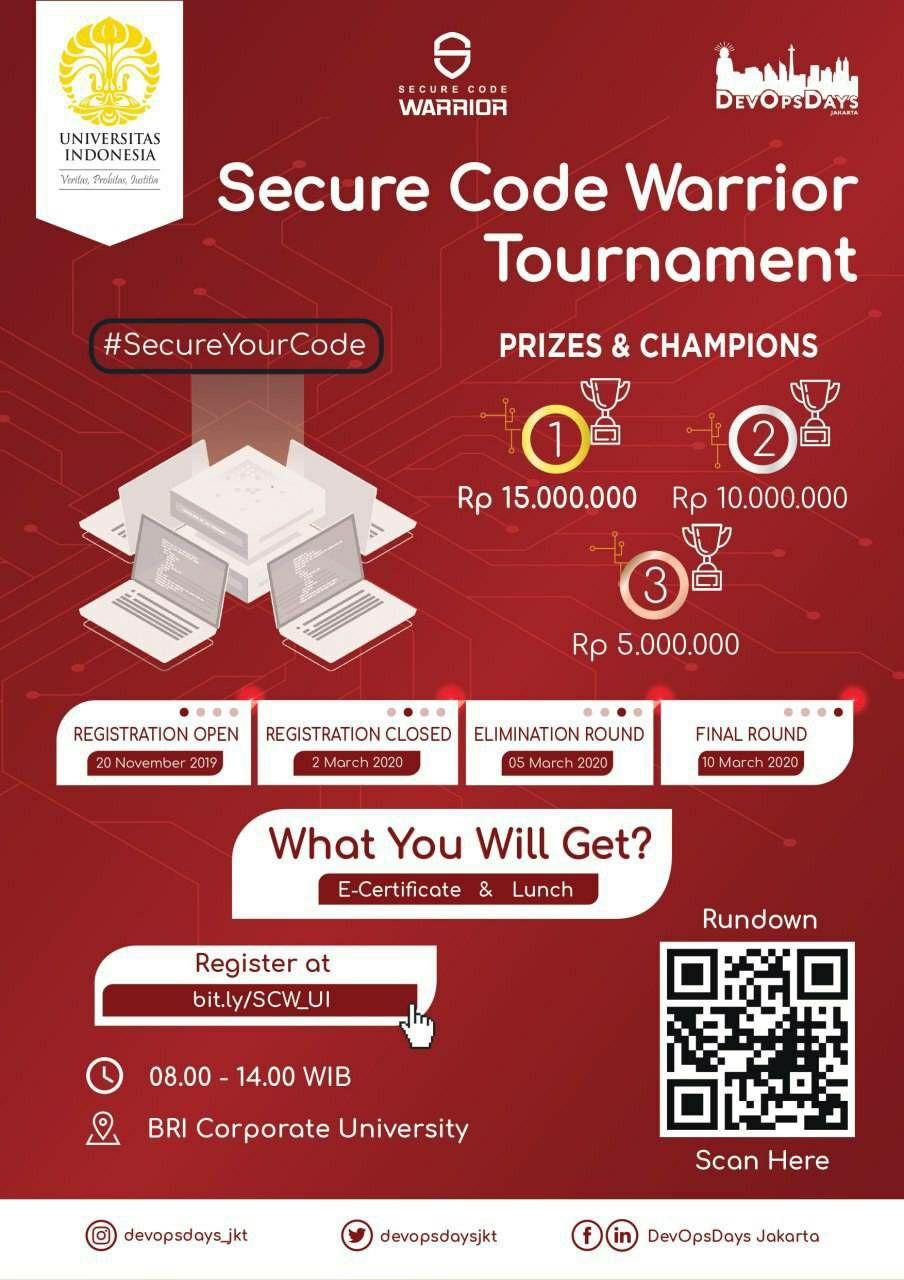 UNIVERSITAS
INDONESIA
Veritas, Probitas, Iustitia
SECURE CODE
WARRIOR
DEVOPSDAYS
JAKARTA
Secure Code Warrior
Tournament
#SecureYourCode
PRIZES & CHAMPIONS
1
2
Rp 15.000.000
Rp 10.000.000
3
Rp 5.000.000
REGISTRATION OPEN
20 November 2019
REGISTRATION CLOSED
2 March 2020
ELIMINATION ROUND
05 March 2020
FINAL ROUND
10 March 2020
What You Will Get?
E-Certificate & Lunch
Rundown
Register at
bit.ly/SCW_UI
08.00 - 14.00 WIB
BRI Corporate University
Scan Here
devopsdays_jkt
devopsdaysjkt
DevOpsDays Jakarta